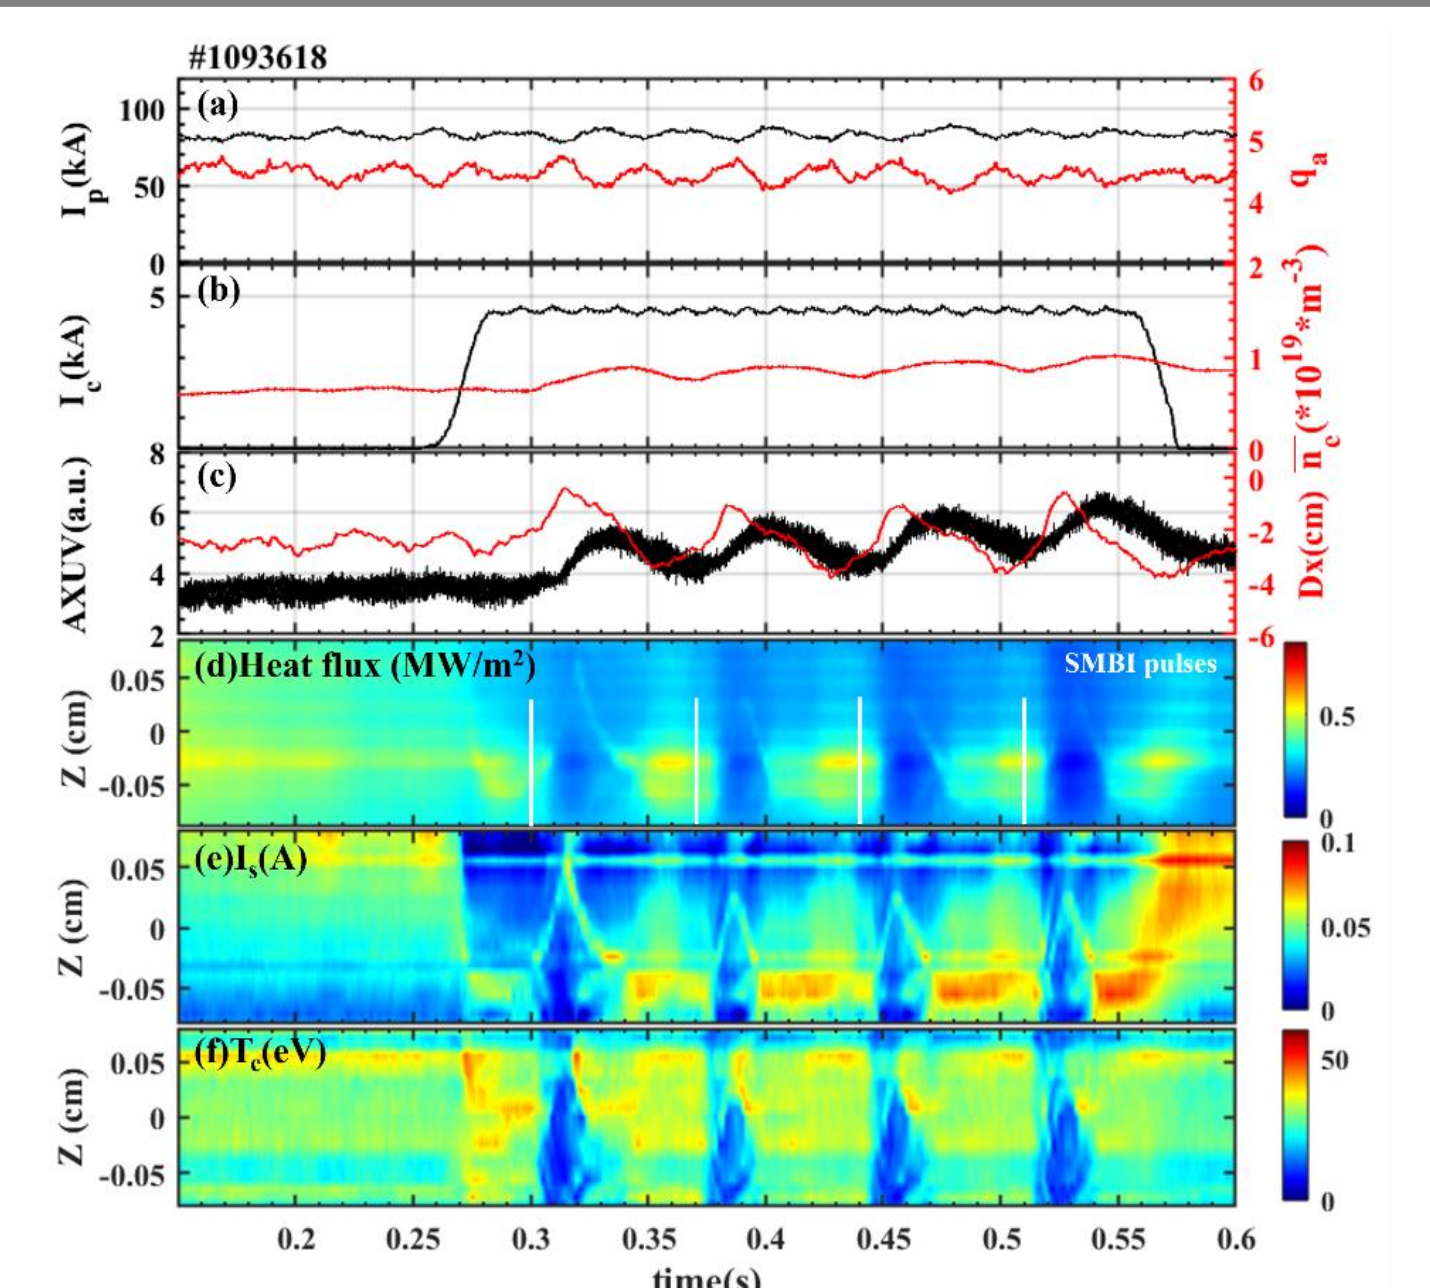 #1093618
(a)
I_p(kA)
100
50
0
6
5
4
q_a
(b)
I_c(kA)
5
2
1
0
n̅_c(*10^19*m^-3)
(c)
AXUV(a.u.)
8
6
4
2
0
0
-2
-4
-6
Dx(cm)
(d)Heat flux (MW/m²)
SMBI pulses
Z (cm)
0.05
0
-0.05
0.5
0
(e)I_s(A)
Z (cm)
0.05
0
-0.05
0.1
0.05
0
(f)T_c(eV)
Z (cm)
0.05
0
-0.05
50
0
0.2 0.25 0.3 0.35 0.4 0.45 0.5 0.55 0.6
time(s)